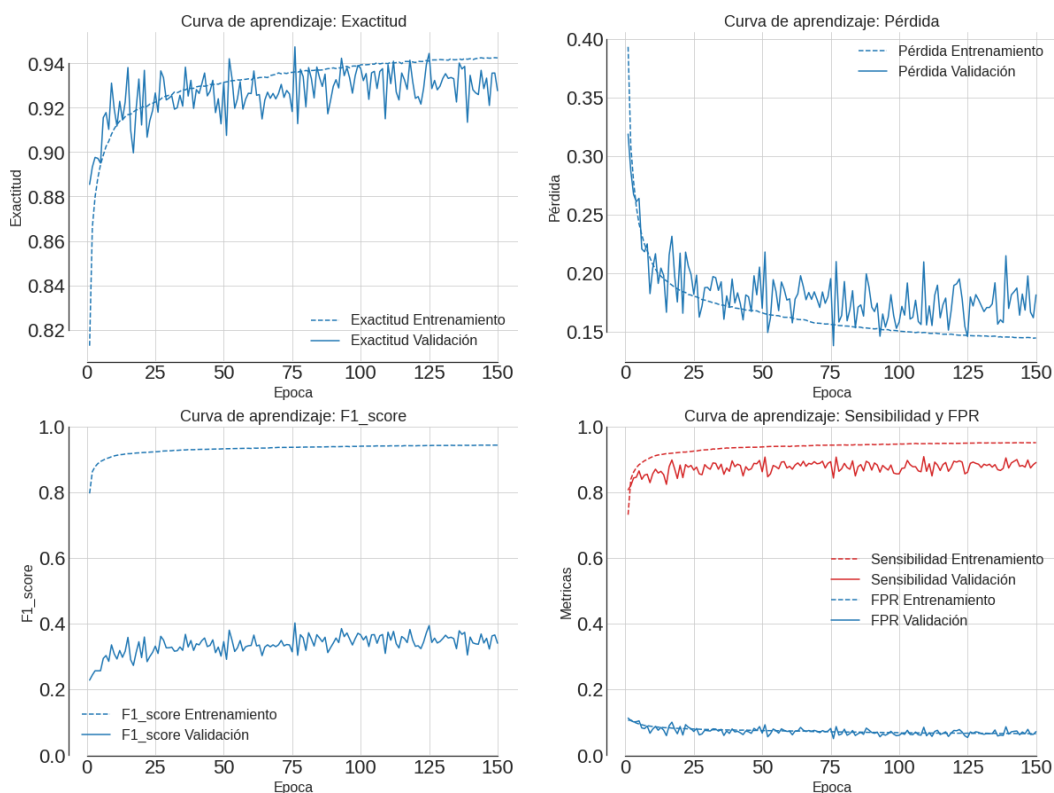 Curva de aprendizaje: Exactitud
Exactitud
0.94
0.92
0.90
0.88
0.86
0.84
0.82
Exactitud Entrenamiento
Exactitud Validación
0 25 50 75 100 125 150
Epoca
Curva de aprendizaje: Pérdida
Pérdida
0.40
0.35
0.30
0.25
0.20
0.15
Pérdida Entrenamiento
Pérdida Validación
0 25 50 75 100 125 150
Epoca
Curva de aprendizaje: F1_score
F1_score
1.0
0.8
0.6
0.4
0.2
0.0
F1_score Entrenamiento
F1_score Validación
0 25 50 75 100 125 150
Epoca
Curva de aprendizaje: Sensibilidad y FPR
Metricas
1.0
0.8
0.6
0.4
0.2
0.0
Sensibilidad Entrenamiento
Sensibilidad Validación
FPR Entrenamiento
FPR Validación
0 25 50 75 100 125 150
Epoca